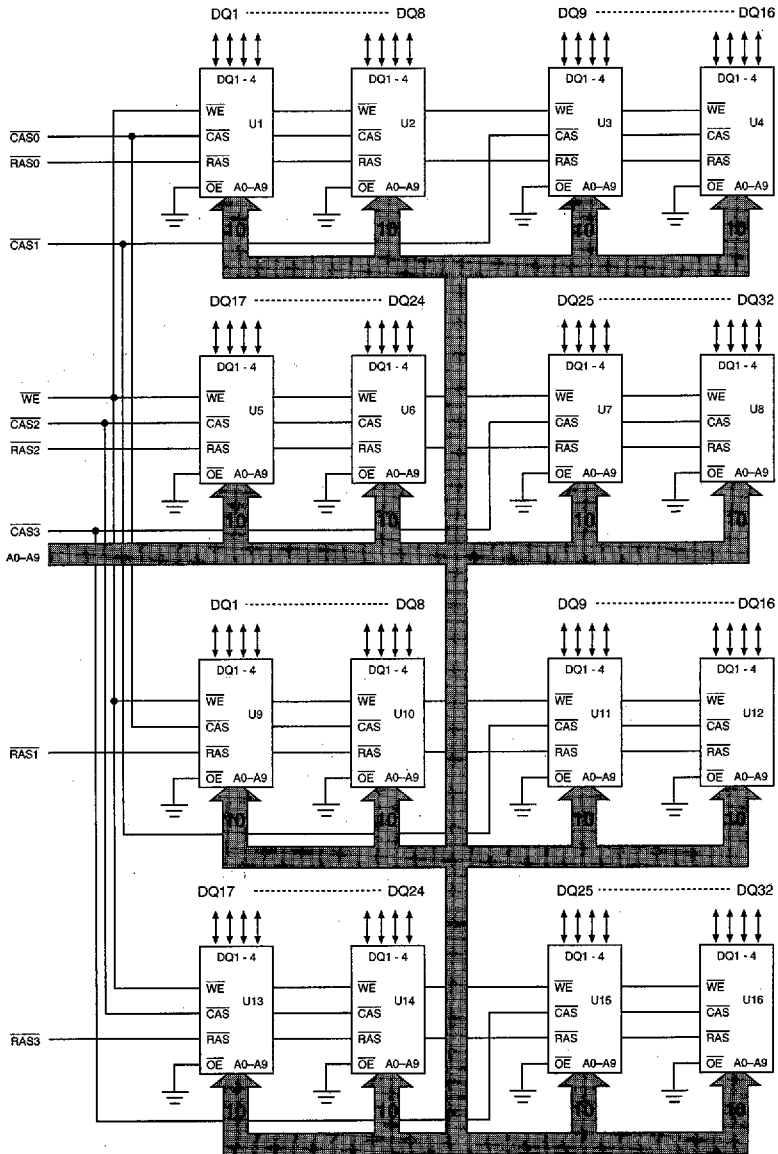 DQ1 DQ8 DQ9 DQ16
DQ1 - 4 DQ1 - 4 DQ1 - 4 DQ1 - 4
WE U1 WE U2 WE U3 WE U4
CAS0 CAS CAS CAS CAS
RAS0 RAS RAS RAS RAS
OE A0–A9 OE A0–A9 OE A0–A9 OE A0–A9
CAS1 10 10 10 10
DQ17 DQ24 DQ25 DQ32
DQ1 - 4 DQ1 - 4 DQ1 - 4 DQ1 - 4
WE WE U5 WE U6 WE U7 WE U8
CAS2 CAS CAS CAS CAS
RAS2 RAS RAS RAS RAS
OE A0–A9 OE A0–A9 OE A0–A9 OE A0–A9
CAS3 10 10 10 10
A0–A9
DQ1 DQ8 DQ9 DQ16
DQ1 - 4 DQ1 - 4 DQ1 - 4 DQ1 - 4
WE U9 WE U10 WE U11 WE U12
CAS CAS CAS CAS
RAS1 RAS RAS RAS RAS
OE A0–A9 OE A0–A9 OE A0–A9 OE A0–A9
10 10 10 10
DQ17 DQ24 DQ25 DQ32
DQ1 - 4 DQ1 - 4 DQ1 - 4 DQ1 - 4
WE U13 WE U14 WE U15 WE U16
CAS CAS CAS CAS
RAS3 RAS RAS RAS RAS
OE A0–A9 OE A0–A9 OE A0–A9 OE A0–A9
10 10 10 10